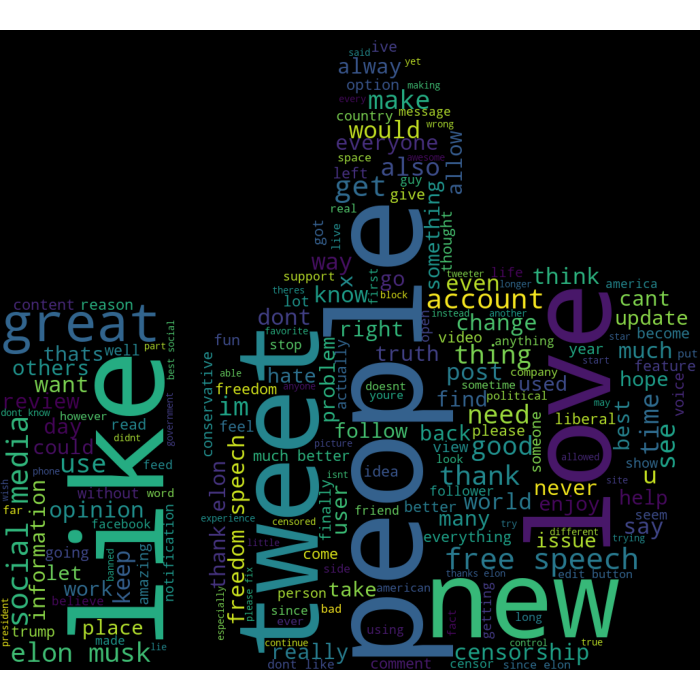 said
ive
yet
alway
option
making
make
every
message
country
wrong
would
everyone
space
awesome
left
also
allow
guy
get
give
real
something
got
live
thought
way
x
first
tweeter
life
support
go
even
think
america
theres
know
block
longer
lot
account
cant
content
reason
great
dont
favorite
right
open
instead
another
change
anything
star
become
update
thats
well
part
best social
fun
stop
truth
video
thing
company
year
start
much
put
others
able
hate
problem
actually
doesnt
post
sometime
political
used
hope
feature
want
like
conservative
freedom
anyone
youre
find
need
may
voice
review
however
dont know
government
im
tweet
people
love
day
read
didnt
feel
picture
follow
back
please
someone
liberal
best
time
could
much better
isnt
idea
view
good
show
see
social media
use
phone
feed
look
thank
allowed
u
wish
without
word
freedom speech
finally
user
follower
world
never
site
help
information
far
opinion
facebook
notification
experience
censored
friend
better
many
try
enjoy
seem
say
going
banned
amazing
thank elon
little
everything
different
issue
trying
let
keep
come
free speech
work
believe
side
american
thanks elon
edit button
president
please fix
person
take
getting
new
trump
place
made
lie
especially
since
bad
using
fact
long
ever
continue
control
true
elon musk
really
censorship
dont like
comment
censor
since elon